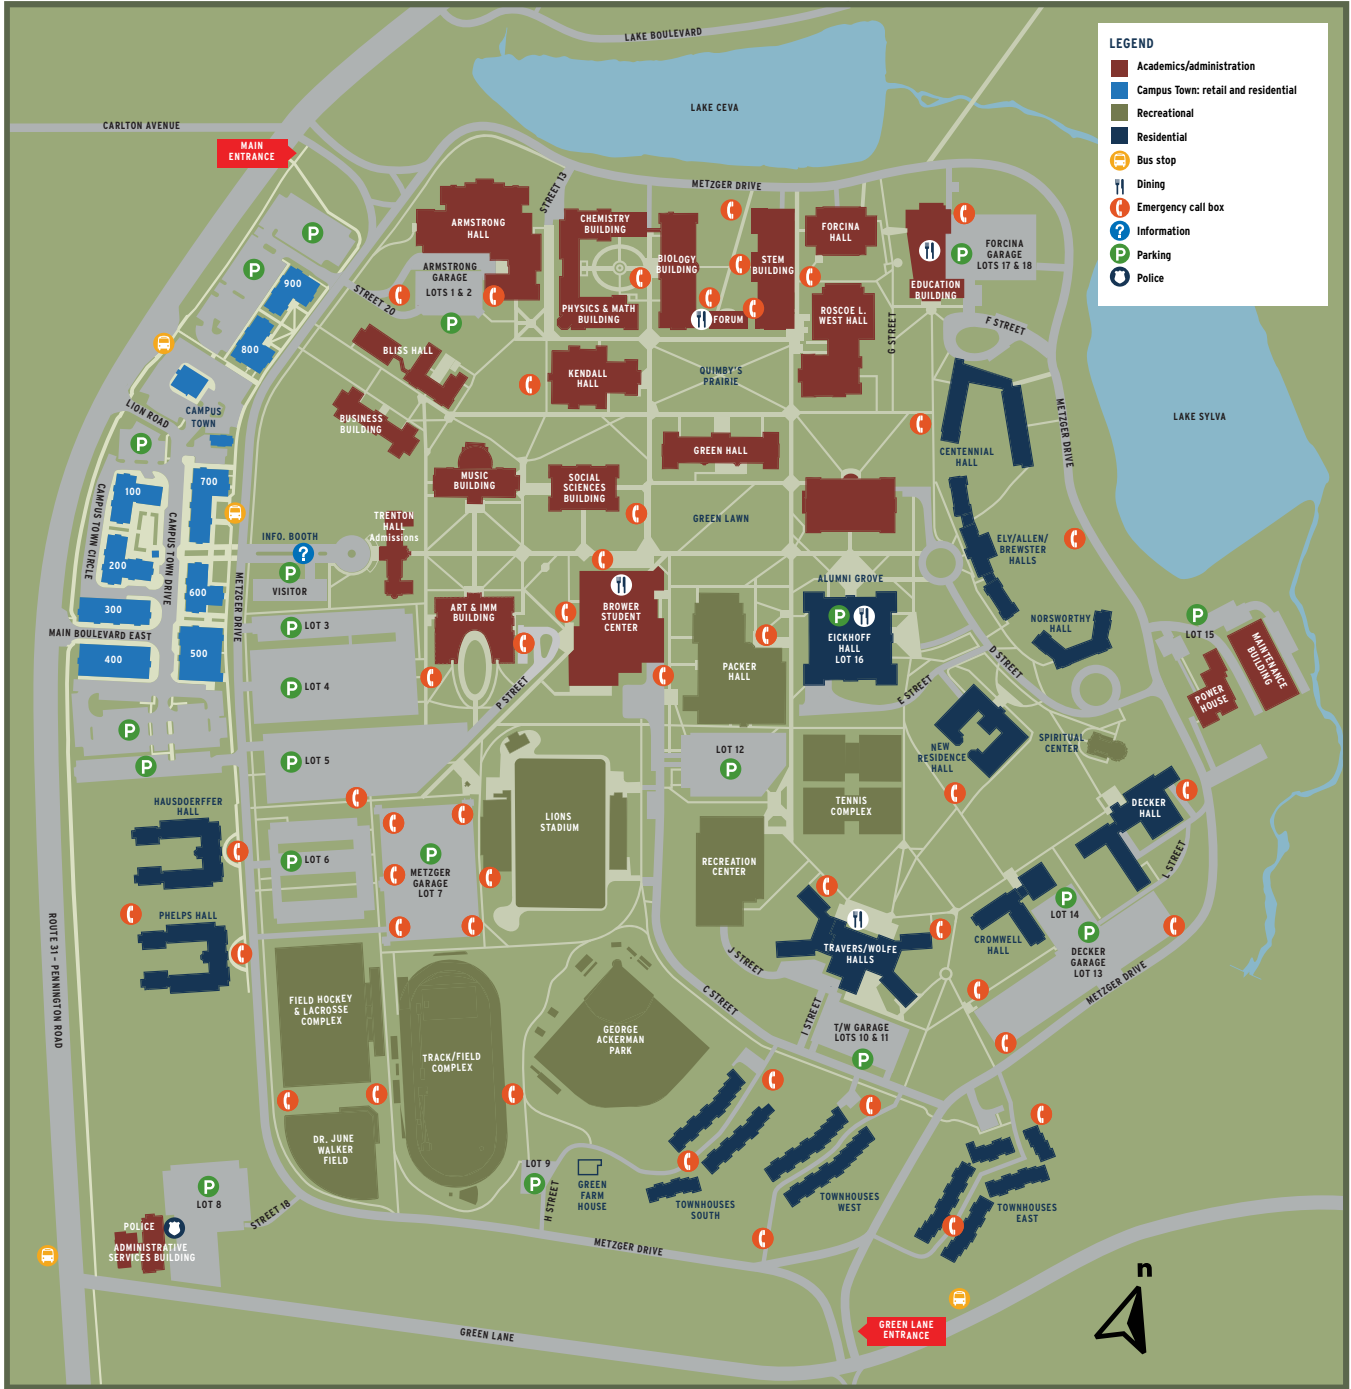 LAKE BOULEVARD
LAKE CEVA
CARLTON AVENUE
MAIN
ENTRANCE
LEGEND
Academics/administration
Campus Town: retail and residential
Recreational
Residential
Bus stop
Dining
Emergency call box
?
Information
P
Parking
Police
METZGER DRIVE
STREET 13
ARMSTRONG
HALL
CHEMISTRY
BUILDING
BIOLOGY
BUILDING
STEM
BUILDING
FORCINA
HALL
P
FORCINA
GARAGE
LOTS 17 & 18
EDUCATION
BUILDING
P
P
ARMSTRONG
GARAGE
LOTS 1 & 2
P
STREET 20
PHYSICS & MATH
BUILDING
FORUM
ROSCOE L.
WEST HALL
G STREET
F STREET
900
800
BLISS HALL
KENDALL
HALL
QUIMBY'S
PRAIRIE
BUSINESS
BUILDING
LION ROAD
CAMPUS
TOWN
P
GREEN HALL
CENTENNIAL
HALL
METZGER DRIVE
LAKE SYLVA
100
700
CAMPUS TOWN CIRCLE
CAMPUS TOWN DRIVE
MUSIC
BUILDING
SOCIAL
SCIENCES
BUILDING
GREEN LAWN
TRENTON
HALL
Admissions
INFO. BOOTH
?
P
VISITOR
200
300
600
METZGER DRIVE
MAIN BOULEVARD EAST
400
500
ELY/ALLEN/
BREWSTER
HALLS
ALUMNI GROVE
P
EICKHOFF
HALL
LOT 16
ART & IMM
BUILDING
BROWER
STUDENT
CENTER
PACKER
HALL
P
LOT 3
P
LOT 4
P STREET
NORSWORTHY
HALL
D STREET
E STREET
P
LOT 15
MAINTENANCE
BUILDING
POWER
HOUSE
P
P
P
LOT 5
LOT 12
P
NEW
RESIDENCE
HALL
SPIRITUAL
CENTER
TENNIS
COMPLEX
LIONS
STADIUM
HAUSDOERFFER
HALL
P
LOT 6
P
METZGER
GARAGE
LOT 7
RECREATION
CENTER
DECKER
HALL
L STREET
P
LOT 14
P
DECKER
GARAGE
LOT 13
CROMWELL
HALL
PHELPS HALL
ROUTE 31 - PENNINGTON ROAD
TRAVERS/WOLFE
HALLS
J STREET
C STREET
I STREET
T/W GARAGE
LOTS 10 & 11
P
METZGER DRIVE
FIELD HOCKEY
& LACROSSE
COMPLEX
TRACK/FIELD
COMPLEX
GEORGE
ACKERMAN
PARK
DR. JUNE
WALKER
FIELD
LOT 9
P
H STREET
GREEN
FARM
HOUSE
TOWNHOUSES
SOUTH
TOWNHOUSES
WEST
TOWNHOUSES
EAST
P
LOT 8
STREET 18
POLICE
ADMINISTRATIVE
SERVICES BUILDING
METZGER DRIVE
GREEN LANE
GREEN LANE
ENTRANCE
n